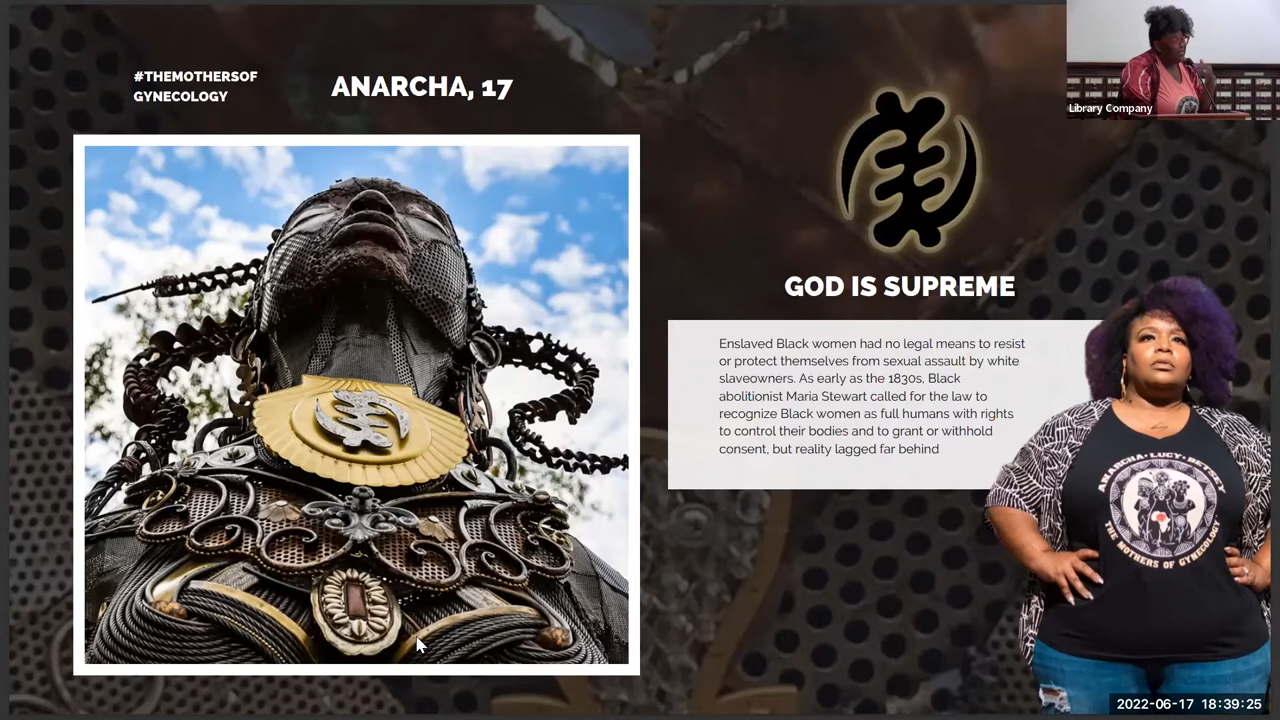 #THEMOTHERSOF
GYNECOLOGY
ANARCHA, 17
Library Company
GOD IS SUPREME
Enslaved Black women had no legal means to resist
or protect themselves from sexual assault by white
slaveowners. As early as the 1830s, Black
abolitionist Maria Stewart called for the law to
recognize Black women as full humans with rights
to control their bodies and to grant or withhold
consent, but reality lagged far behind
ANARCHA · LUCY · BETSEY
THE MOTHERS OF GYNECOLOGY
2022-06-17 18:39:25